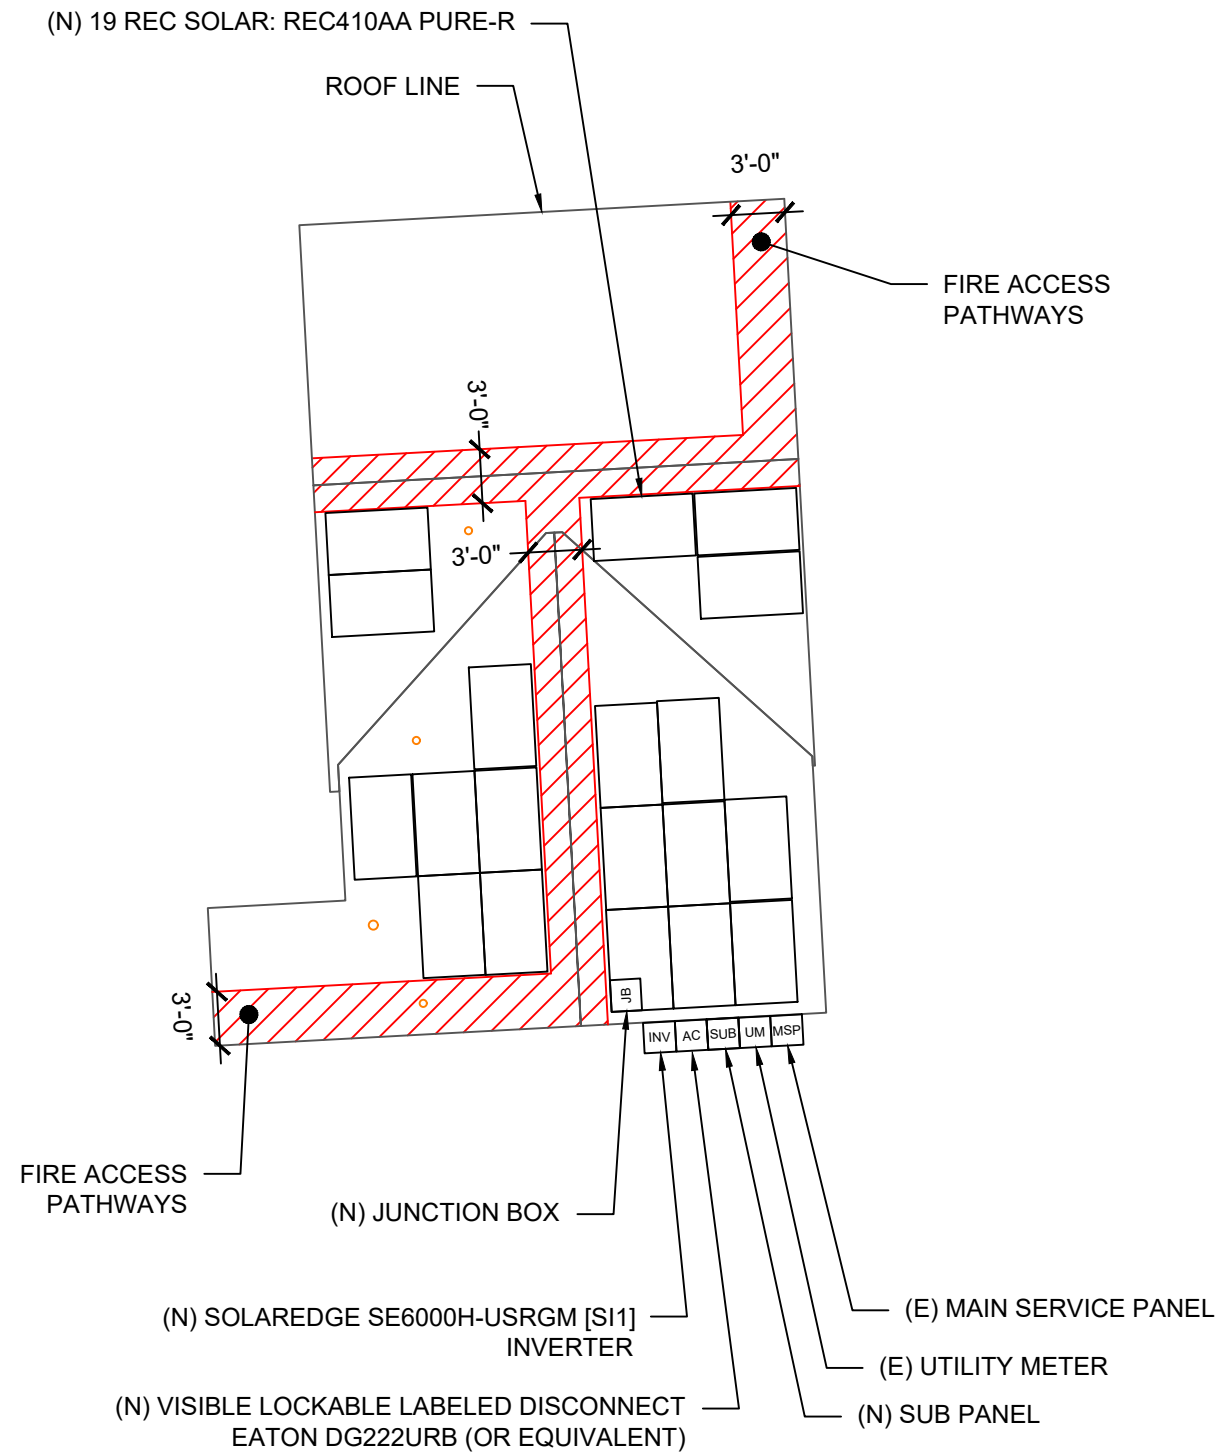 (N) 19 REC SOLAR: REC410AA PURE-R
ROOF LINE
3'-0"
FIRE ACCESS
PATHWAYS
3'-0"
3'-0"
3'-0"
JB
INV
AC
SUB
UM
MSP
FIRE ACCESS
PATHWAYS
(N) JUNCTION BOX
(N) SOLAREDGE SE6000H-USRGM [SI1]
INVERTER
(E) MAIN SERVICE PANEL
(E) UTILITY METER
(N) VISIBLE LOCKABLE LABELED DISCONNECT
EATON DG222URB (OR EQUIVALENT)
(N) SUB PANEL